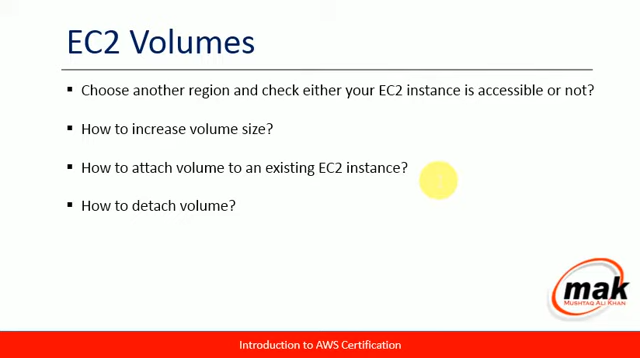 EC2 Volumes
▪ Choose another region and check either your EC2 instance is accessible or not?
▪ How to increase volume size?
▪ How to attach volume to an existing EC2 instance?
▪ How to detach volume?
mak
MUSHTAQ ALI KHAN
Introduction to AWS Certification